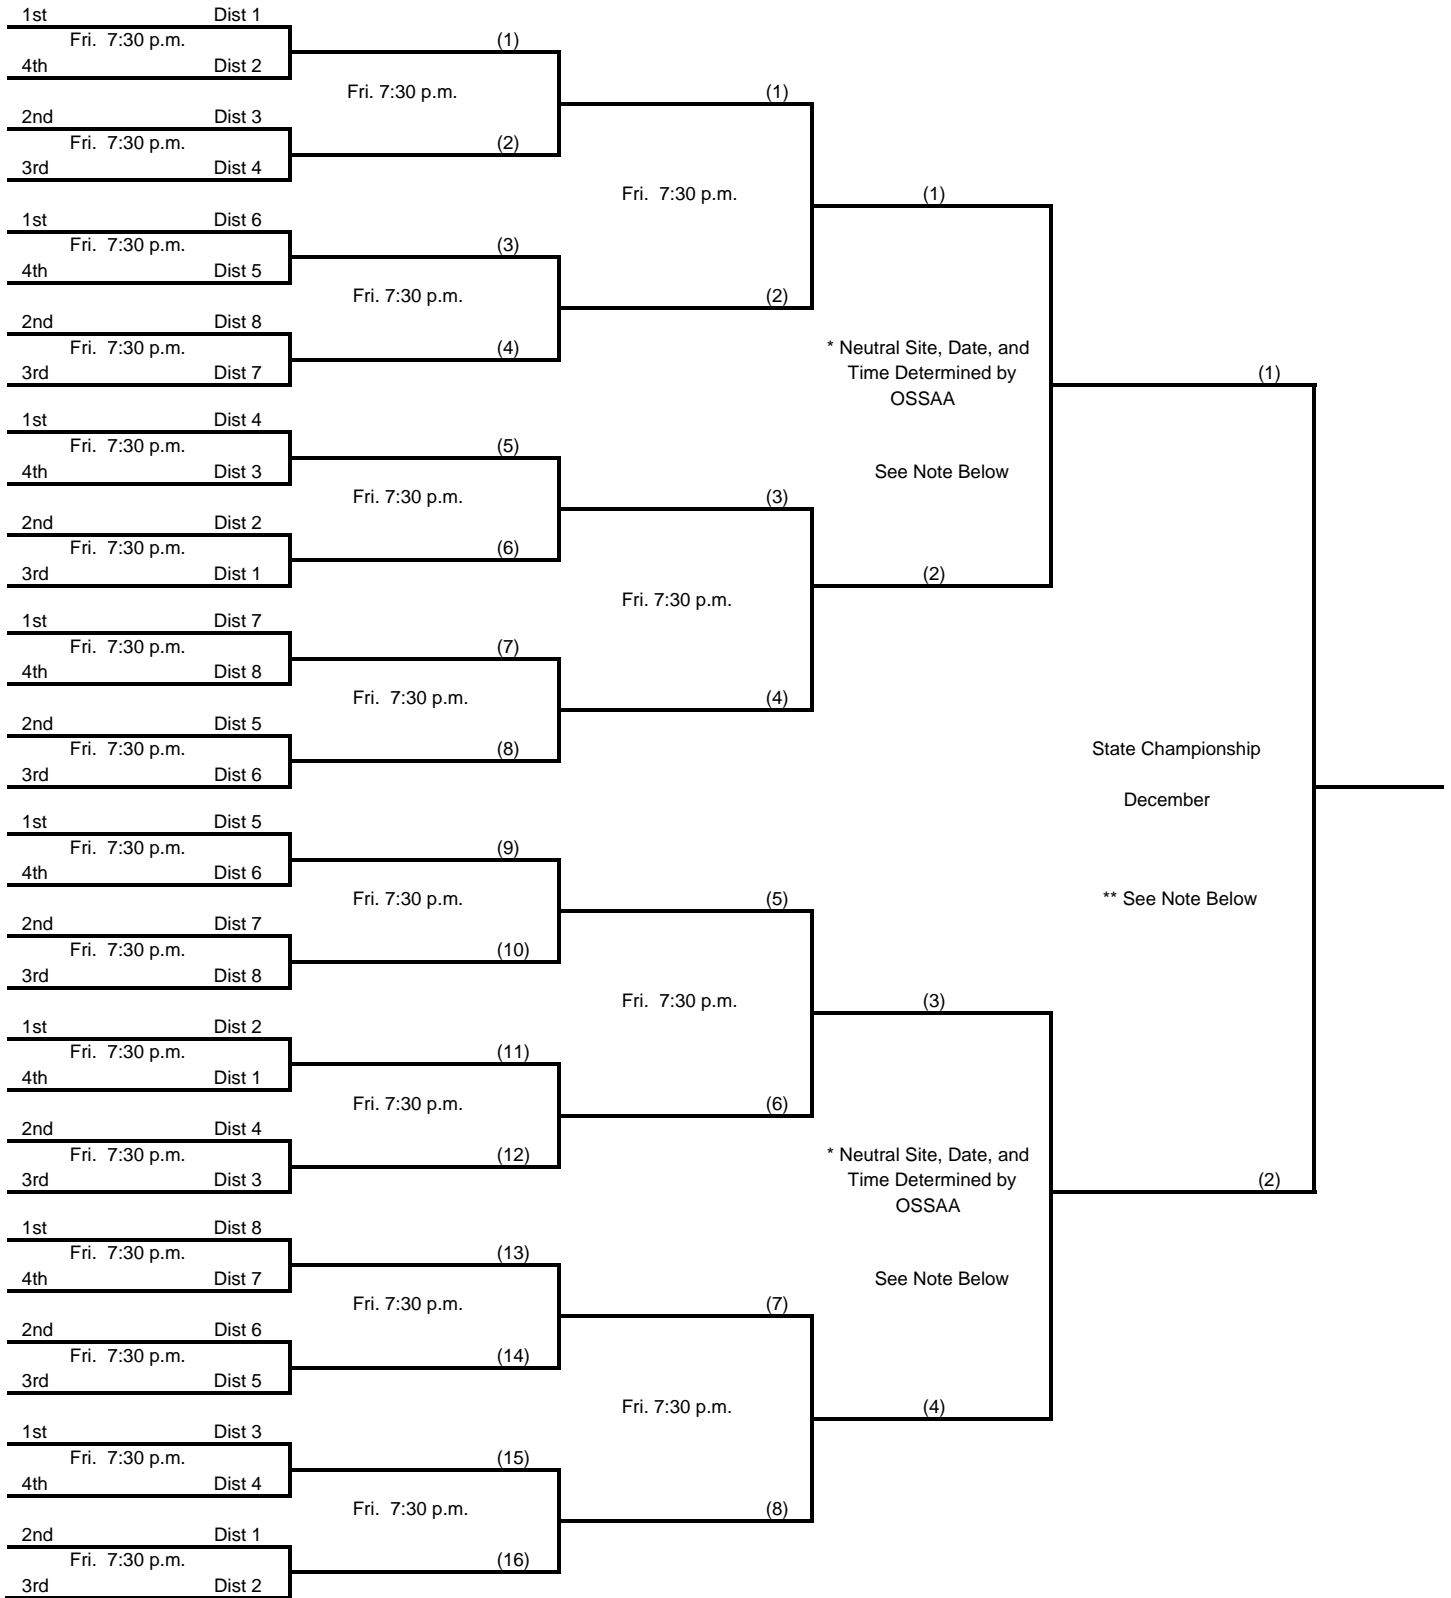 1st Dist 1
Fri. 7:30 p.m. (1)
4th Dist 2
Fri. 7:30 p.m. (1)
2nd Dist 3
Fri. 7:30 p.m. (2)
3rd Dist 4
Fri. 7:30 p.m. (1)
1st Dist 6
Fri. 7:30 p.m. (3)
4th Dist 5
Fri. 7:30 p.m. (2)
2nd Dist 8
Fri. 7:30 p.m. (4) * Neutral Site, Date, and
3rd Dist 7 Time Determined by (1)
OSSAA
1st Dist 4
Fri. 7:30 p.m. (5)
4th Dist 3 See Note Below
Fri. 7:30 p.m. (3)
2nd Dist 2
Fri. 7:30 p.m. (6)
3rd Dist 1 (2)
Fri. 7:30 p.m.
1st Dist 7
Fri. 7:30 p.m. (7)
4th Dist 8
Fri. 7:30 p.m. (4)
2nd Dist 5
Fri. 7:30 p.m. (8) State Championship
3rd Dist 6
December
1st Dist 5
Fri. 7:30 p.m. (9)
4th Dist 6
Fri. 7:30 p.m. (5) ** See Note Below
2nd Dist 7
Fri. 7:30 p.m. (10)
3rd Dist 8
Fri. 7:30 p.m. (3)
1st Dist 2
Fri. 7:30 p.m. (11)
4th Dist 1
Fri. 7:30 p.m. (6)
2nd Dist 4
Fri. 7:30 p.m. (12) * Neutral Site, Date, and
3rd Dist 3 Time Determined by (2)
OSSAA
1st Dist 8
Fri. 7:30 p.m. (13)
4th Dist 7 See Note Below
Fri. 7:30 p.m. (7)
2nd Dist 6
Fri. 7:30 p.m. (14)
3rd Dist 5
Fri. 7:30 p.m. (4)
1st Dist 3
Fri. 7:30 p.m. (15)
4th Dist 4
Fri. 7:30 p.m. (8)
2nd Dist 1
Fri. 7:30 p.m. (16)
3rd Dist 2